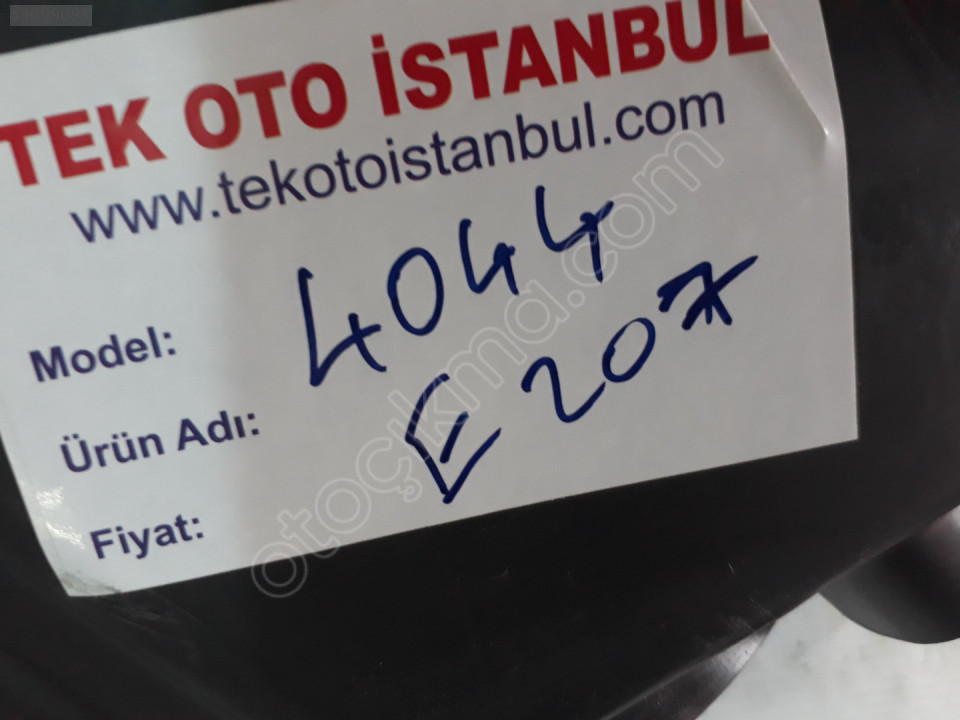 TEK OTO İSTANBUL
www.tekotoistanbul.com
4044
Model:
E207
Ürün Adı:
Fiyat:
otoçıkma.com